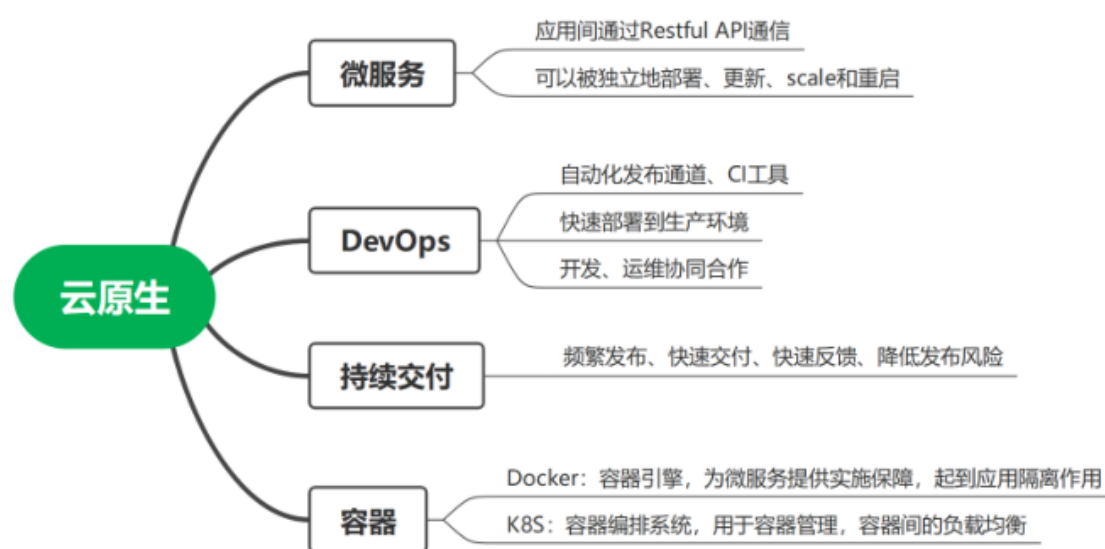 云原生
微服务
应用间通过Restful API通信
可以被独立地部署、更新、scale和重启
DevOps
自动化发布通道、CI工具
快速部署到生产环境
开发、运维协同合作
持续交付
频繁发布、快速交付、快速反馈、降低发布风险
容器
Docker：容器引擎，为微服务提供实施保障，起到应用隔离作用
K8S：容器编排系统，用于容器管理，容器间的负载均衡